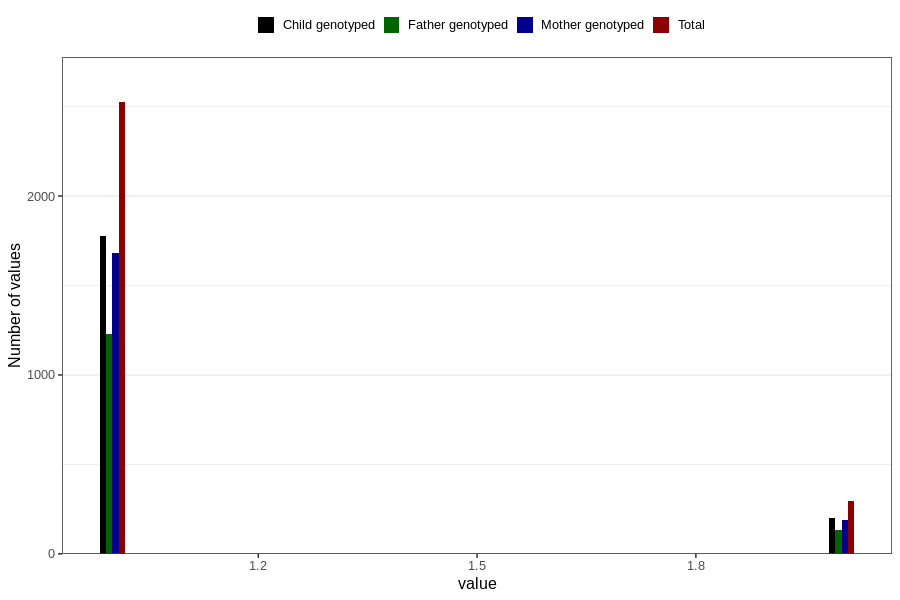 Child genotyped Father genotyped Mother genotyped Total
Number of values
2000
1000
0
1.2 1.5 1.8
value